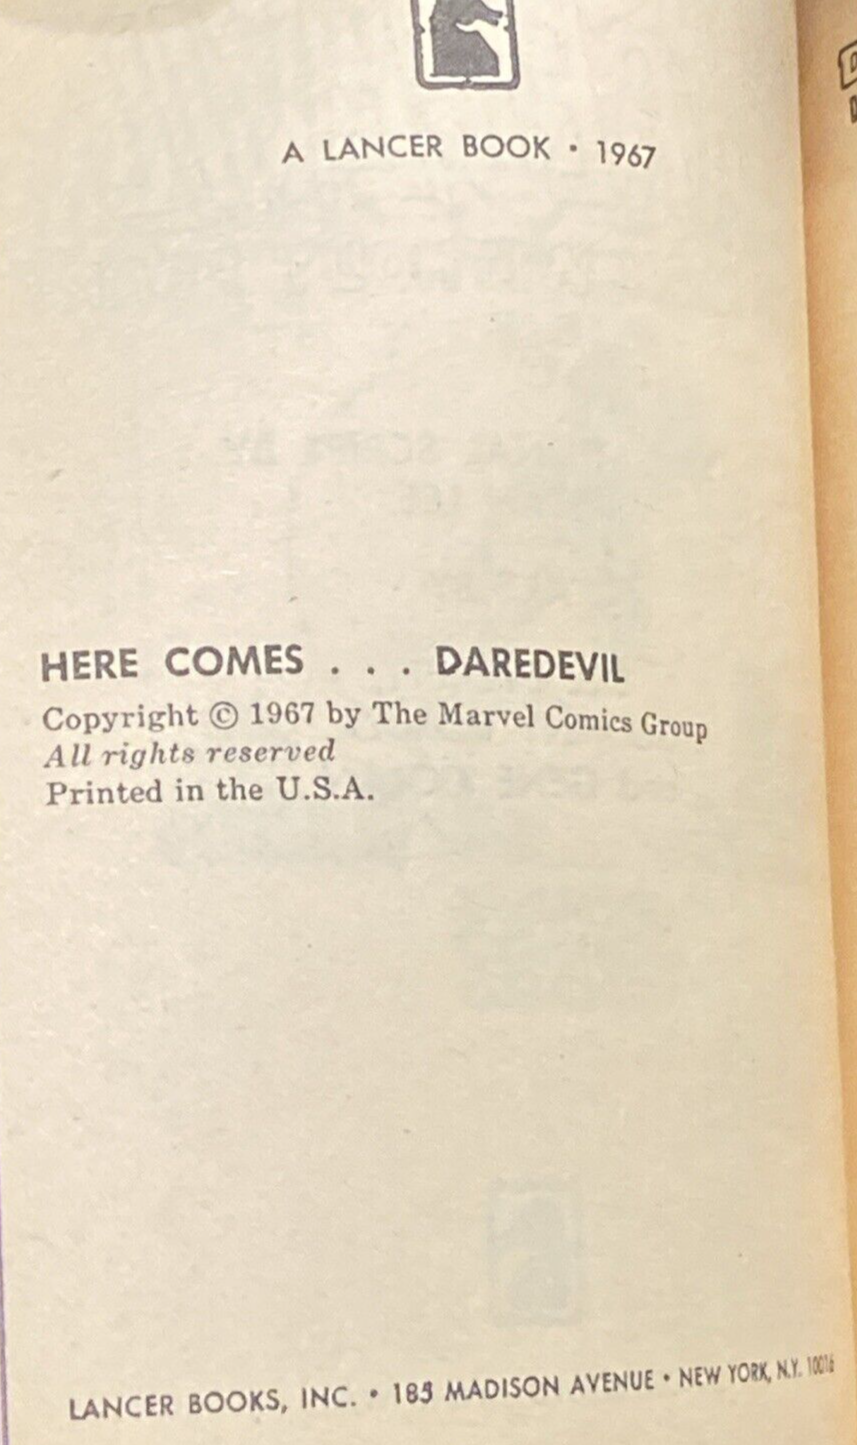 A LANCER BOOK • 1967
HERE COMES . . . DAREDEVIL
Copyright © 1967 by The Marvel Comics Group
All rights reserved
Printed in the U.S.A.
LANCER BOOKS, INC. • 185 MADISON AVENUE • NEW YORK, N.Y. 10016